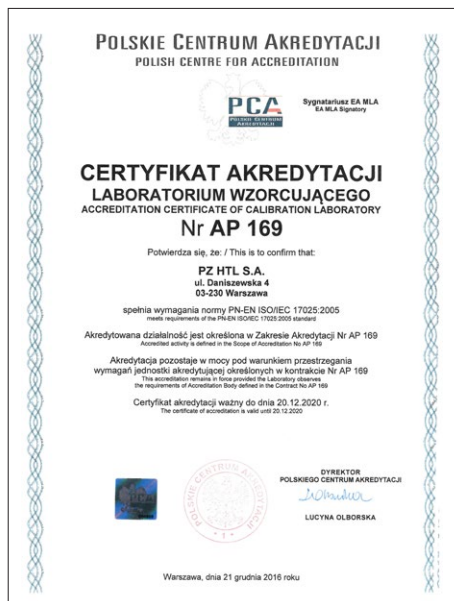 POLSKIE CENTRUM AKREDYTACJI
POLISH CENTRE FOR ACCREDITATION
PCA
POLSKIE CENTRUM
AKREDYTACJI
Sygnatariusz EA MLA
EA MLA Signatory
CERTYFIKAT AKREDYTACJI
LABORATORIUM WZORCUJĄCEGO
ACCREDITATION CERTIFICATE OF CALIBRATION LABORATORY
Nr AP 169
Potwierdza się, że: / This is to confirm that:
PZ HTL S.A.
ul. Daniszewska 4
03-230 Warszawa
spełnia wymagania normy PN-EN ISO/IEC 17025:2005
meets requirements of the PN-EN ISO/IEC 17025:2005 standard
Akredytowana działalność jest określona w Zakresie Akredytacji Nr AP 169
Accredited activity is defined in the Scope of Accreditation No AP 169
Akredytacja pozostaje w mocy pod warunkiem przestrzegania
wymagań jednostki akredytującej określonych w kontrakcie Nr AP 169
This accreditation remains in force provided the Laboratory observes
the requirements of Accreditation Body defined in the Contract No AP 169
Certyfikat akredytacji ważny do dnia 20.12.2020 r.
The certificate of accreditation is valid until 20.12.2020
POLSKIE CENTRUM AKREDYTACJI
DYREKTOR
POLSKIEGO CENTRUM AKREDYTACJI
LUCYNA OLBORSKA
Warszawa, dnia 21 grudnia 2016 roku